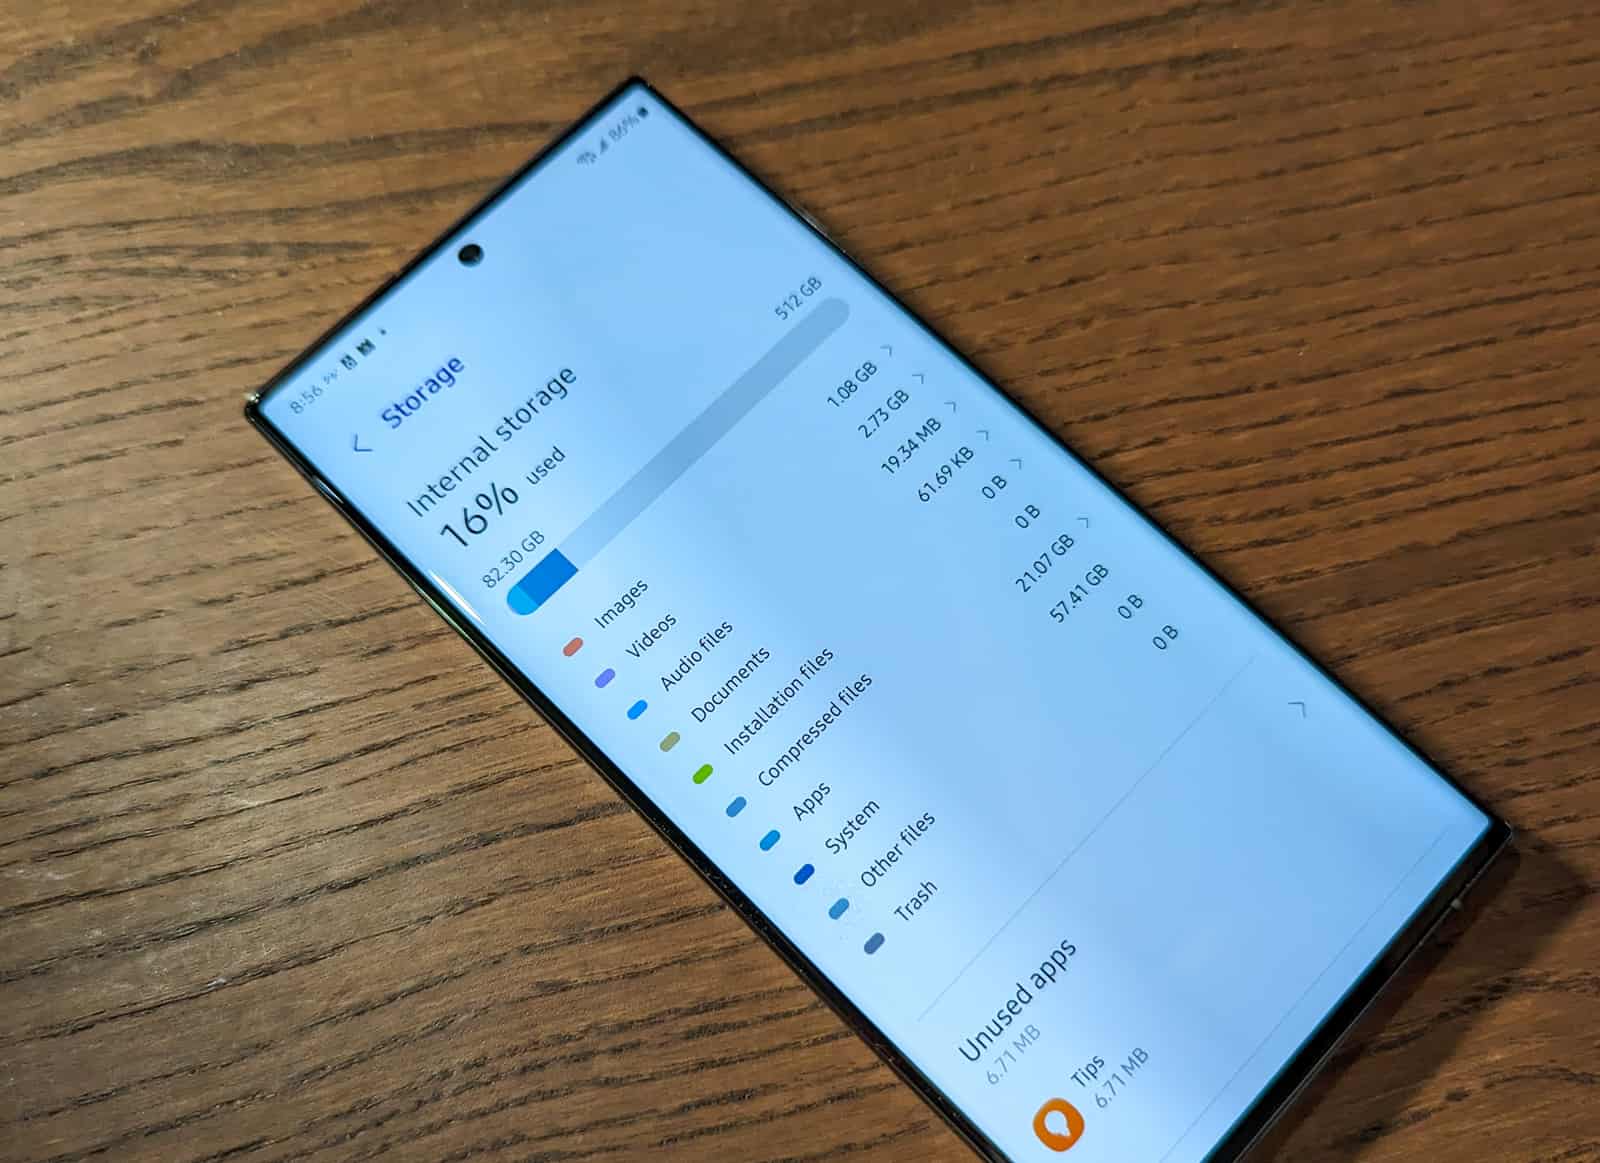 8:56
86%
Storage
Internal storage
16% used
82.30 GB 512 GB
Images 1.08 GB
Videos 2.73 GB
Audio files 19.34 MB
Documents 61.69 KB
Installation files 0 B
Compressed files 0 B
Apps 21.07 GB
System 57.41 GB
Other files 0 B
Trash 0 B
Unused apps
6.71 MB
Tips
6.71 MB